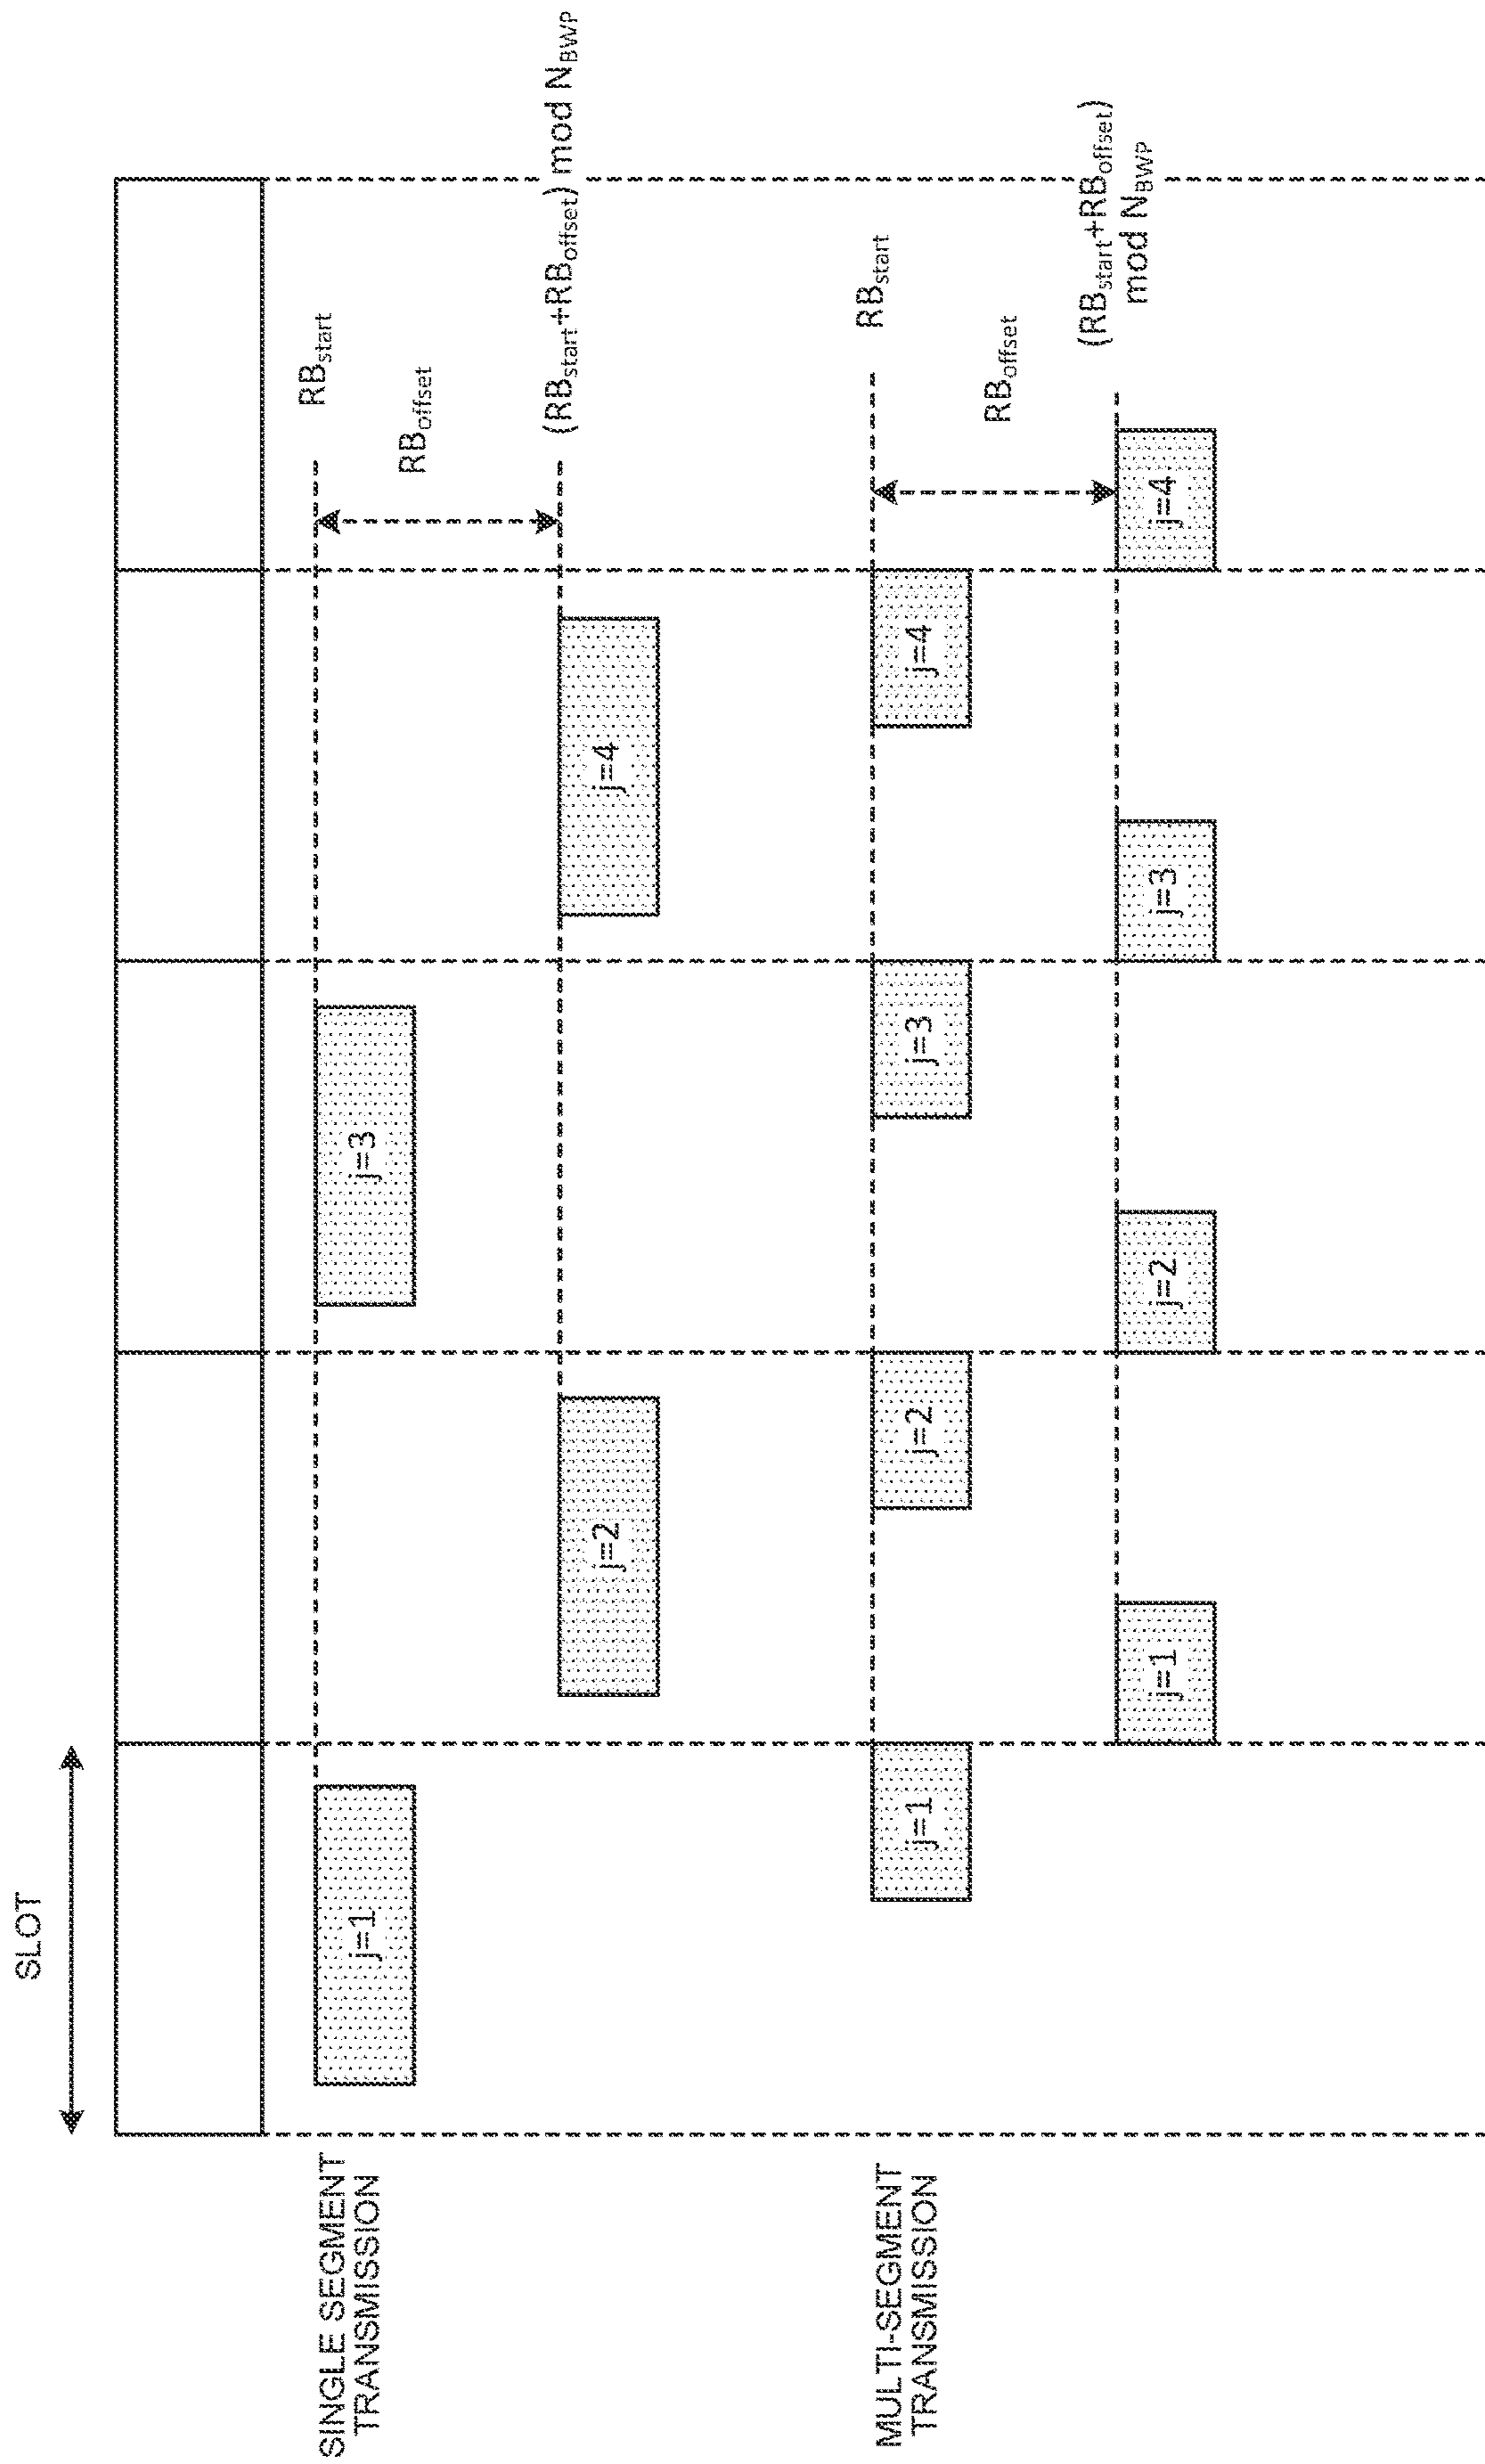 SLOT
SINGLE SEGMENT
TRANSMISSION
j=1
j=2
j=3
j=4
RBstart
RBoffset
(RBstart+RBoffset) mod NBWP
MULTI-SEGMENT
TRANSMISSION
j=1
j=1
j=2
j=2
j=3
j=3
j=4
j=4
RBstart
RBoffset
(RBstart+RBoffset)
mod NBWP